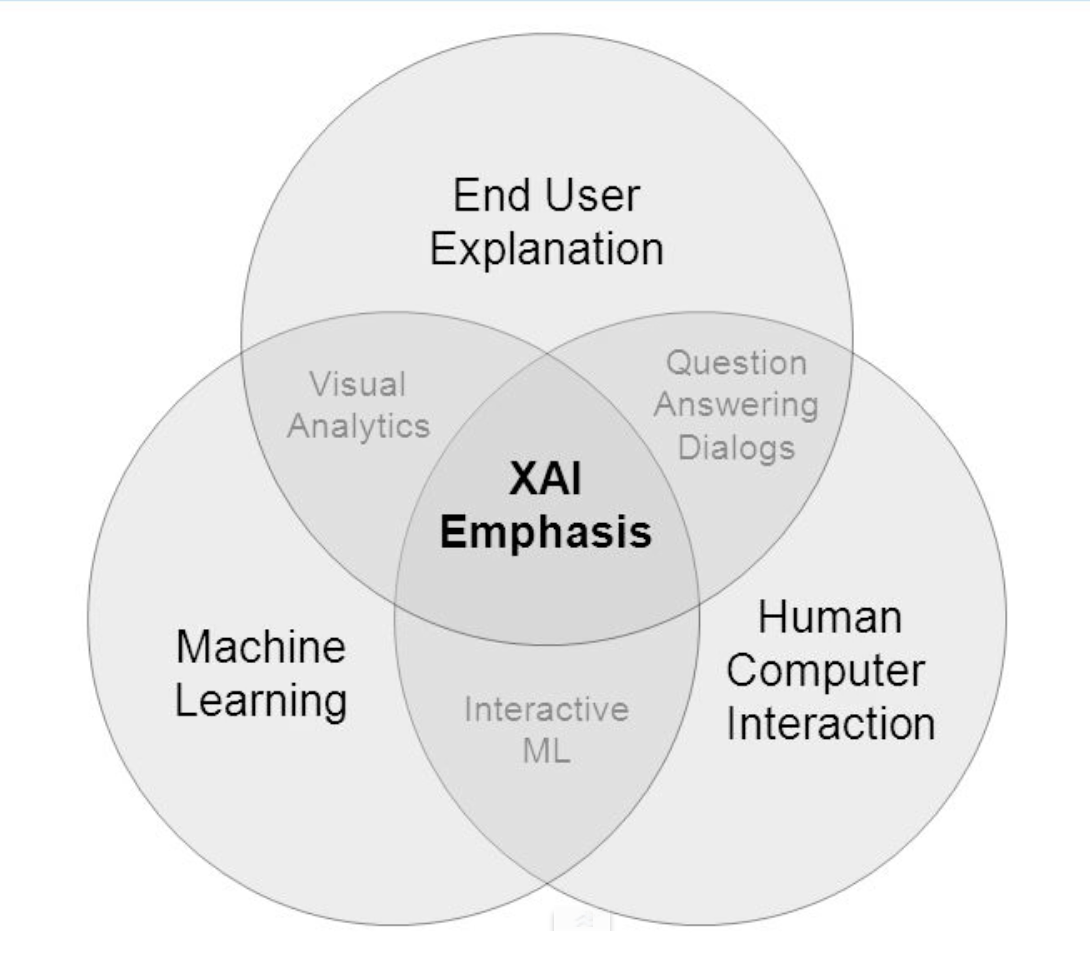 End User
Explanation
Visual
Analytics
Question
Answering
Dialogs
XAI
Emphasis
Machine
Learning
Human
Computer
Interaction
Interactive
ML